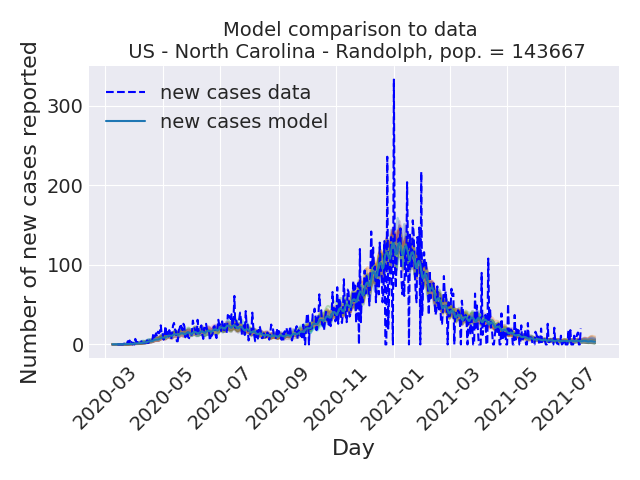 Model comparison to data
US - North Carolina - Randolph, pop. = 143667
Number of new cases reported
300
200
100
0
new cases data
new cases model
2020-03
2020-05
2020-07
2020-09
2020-11
2021-01
2021-03
2021-05
2021-07
Day